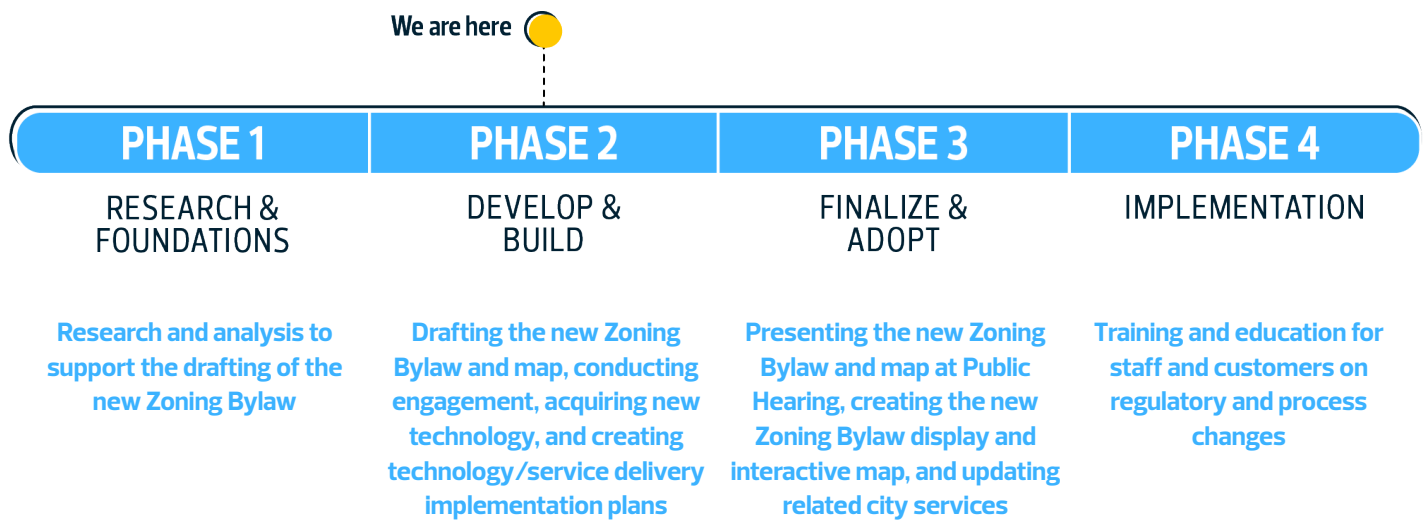 We are here
PHASE 1
RESEARCH &
FOUNDATIONS
Research and analysis to
support the drafting of the
new Zoning Bylaw
PHASE 2
DEVELOP &
BUILD
Drafting the new Zoning
Bylaw and map, conducting
engagement, acquiring new
technology, and creating
technology/service delivery
implementation plans
PHASE 3
FINALIZE &
ADOPT
Presenting the new Zoning
Bylaw and map at Public
Hearing, creating the new
Zoning Bylaw display and
interactive map, and updating
related city services
PHASE 4
IMPLEMENTATION
Training and education for
staff and customers on
regulatory and process
changes